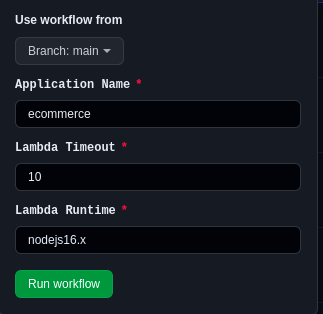 Use workflow from
Branch: main
Application Name *
ecommerce
Lambda Timeout *
10
Lambda Runtime *
nodejs16.x
Run workflow